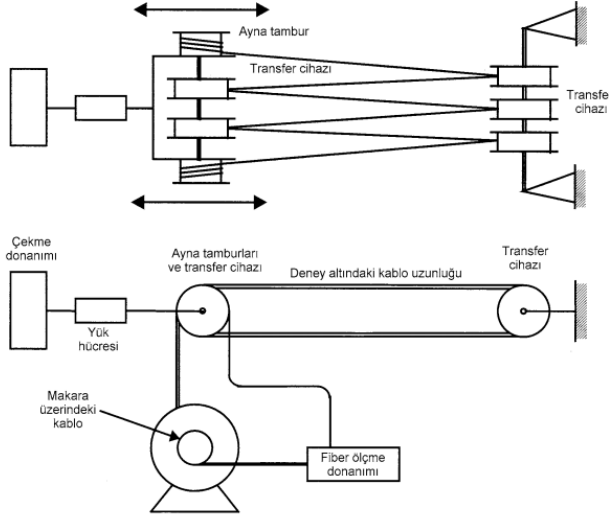 Ayna tambur
Transfer cihazı
Transfe
cihazı
Çekme
donanımı
Ayna tamburları
ve transfer cihazı
Deney altındaki kablo uzunluğu
Transfer
cihazı
Yük
hücresi
Makara
üzerindeki
kablo
Fiber ölçme
donanımı